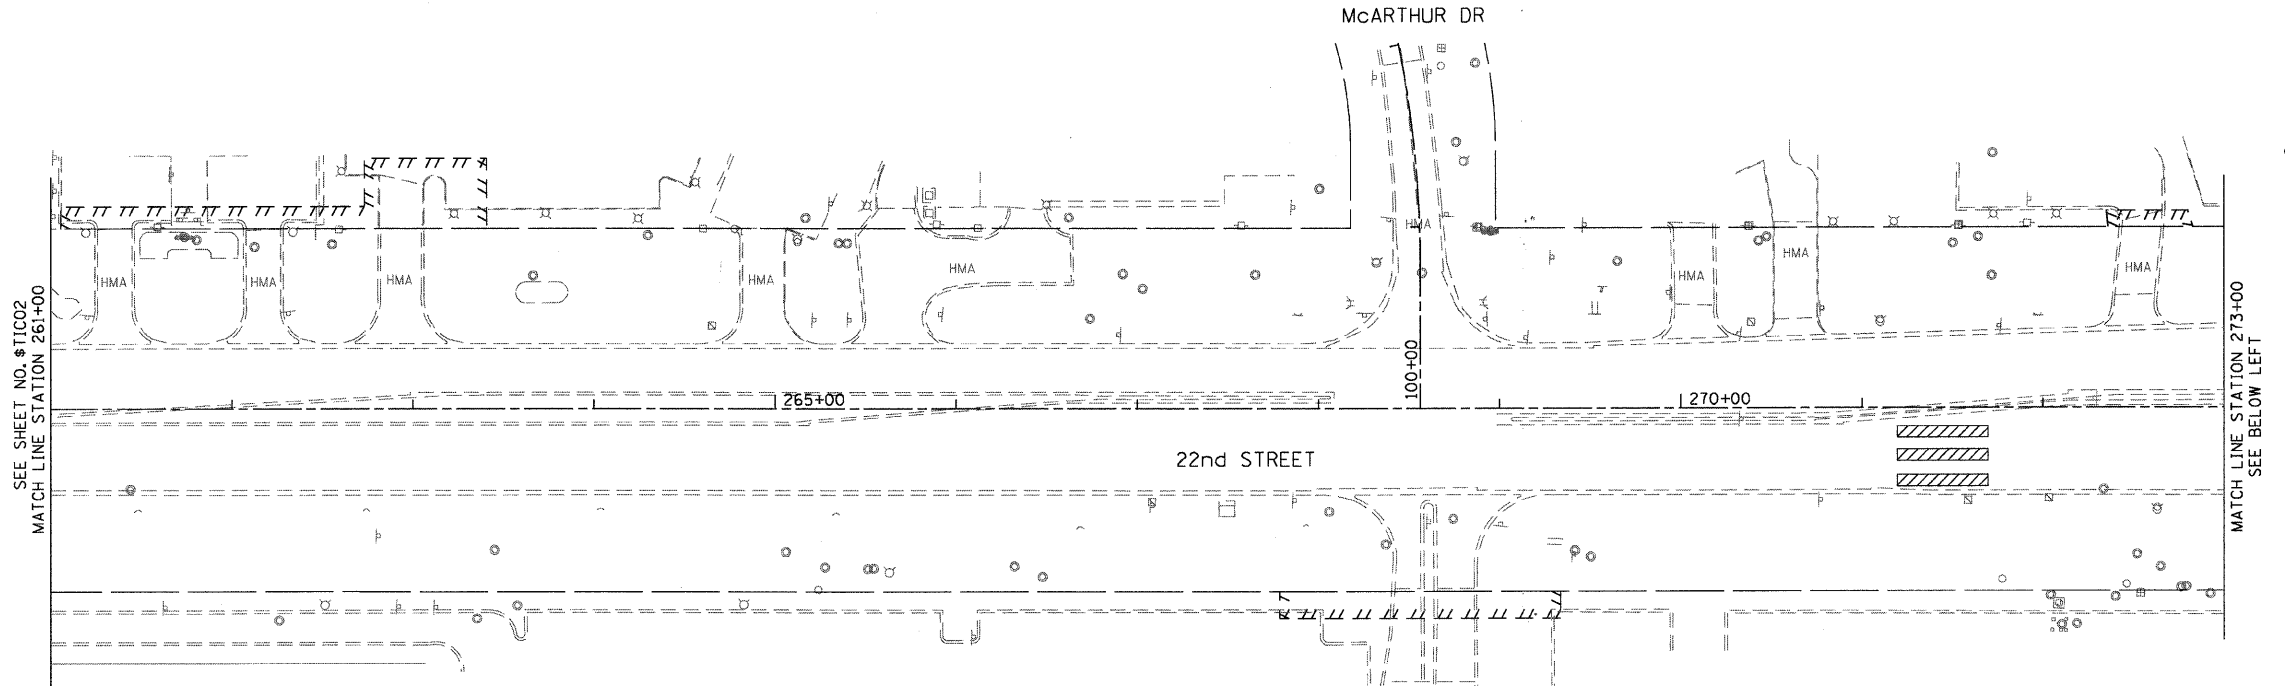 McARTHUR DR
HMA
HMA
HMA
HMA
HMA
HMA
HMA
HMA
HMA
SEE SHEET NO.$TIC02
MATCH LINE STATION 261+00
265+00
100+00
270+00
22nd STREET
MATCH LINE STATION 273+00
SEE BELOW LEFT